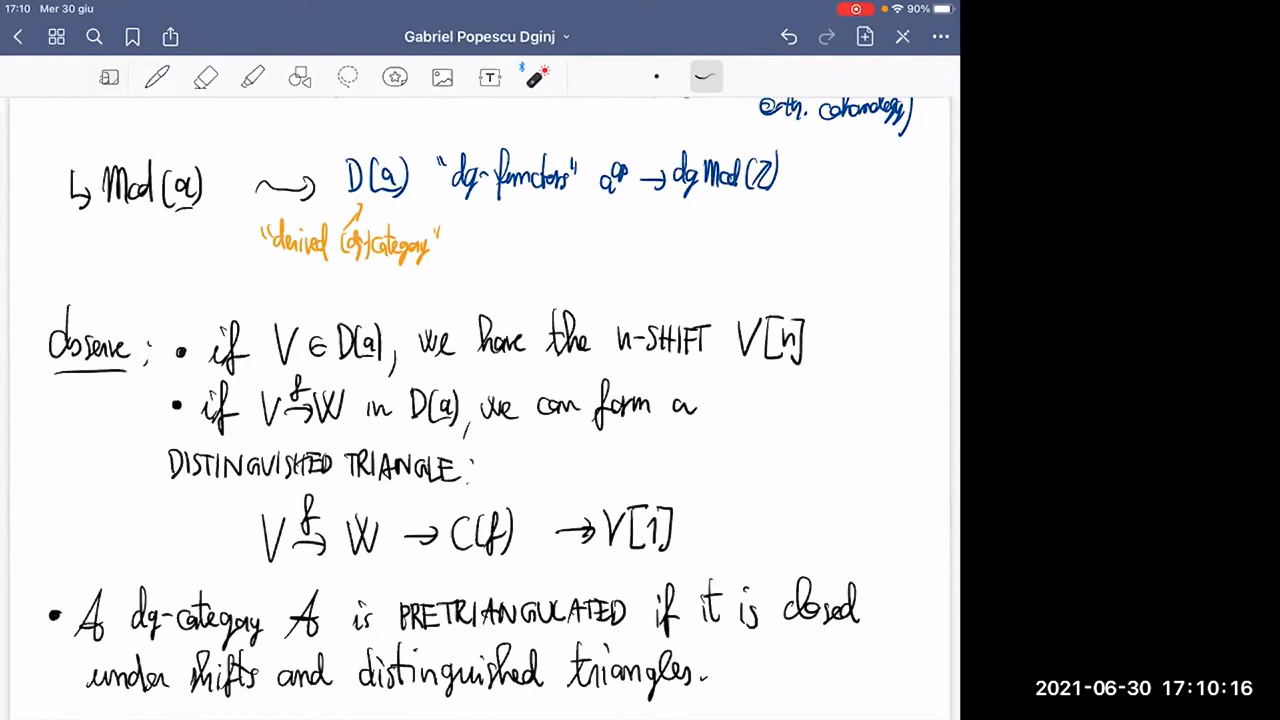 17:10 Mer 30 giu
90%
Gabriel Popescu Dginj
T
coth. cohomology)
↳ Mod(a) ⇝ D(a) "dg-functors" a^op → dgMod(Z)
"derived (dg-)category"
observe: • if V ∈ D(a), we have the n-SHIFT V[n]
• if V →f W in D(a), we can form a
DISTINGUISHED TRIANGLE:
V →f W → C(f) → V[1]
• A dg-category A is PRETRIANGULATED if it is closed
under shifts and distinguished triangles.
2021-06-30 17:10:16